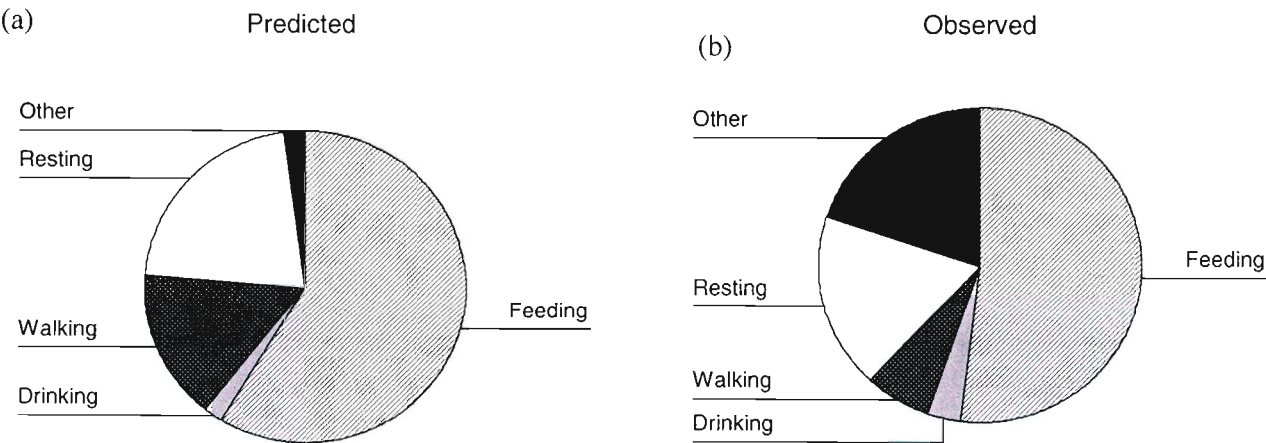 (a)
Predicted
Other
Resting
Feeding
Walking
Drinking
(b)
Observed
Other
Feeding
Resting
Walking
Drinking